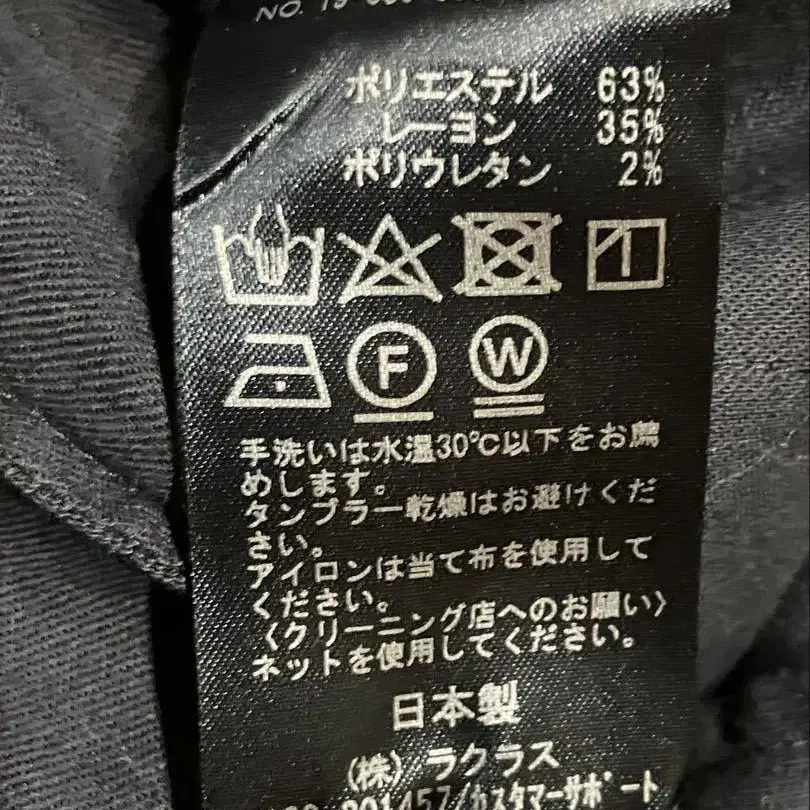 ポリエステル 63%
レーヨン 35%
ポリウレタン 2%
F W
手洗いは水温30℃以下をお薦
めします。
タンブラー乾燥はお避けくだ
さい。
アイロンは当て布を使用して
ください。
〈クリーニング店へのお願い〉
ネットを使用してください。
日本製
(株) ラクラス
201457/カスタマーサポート